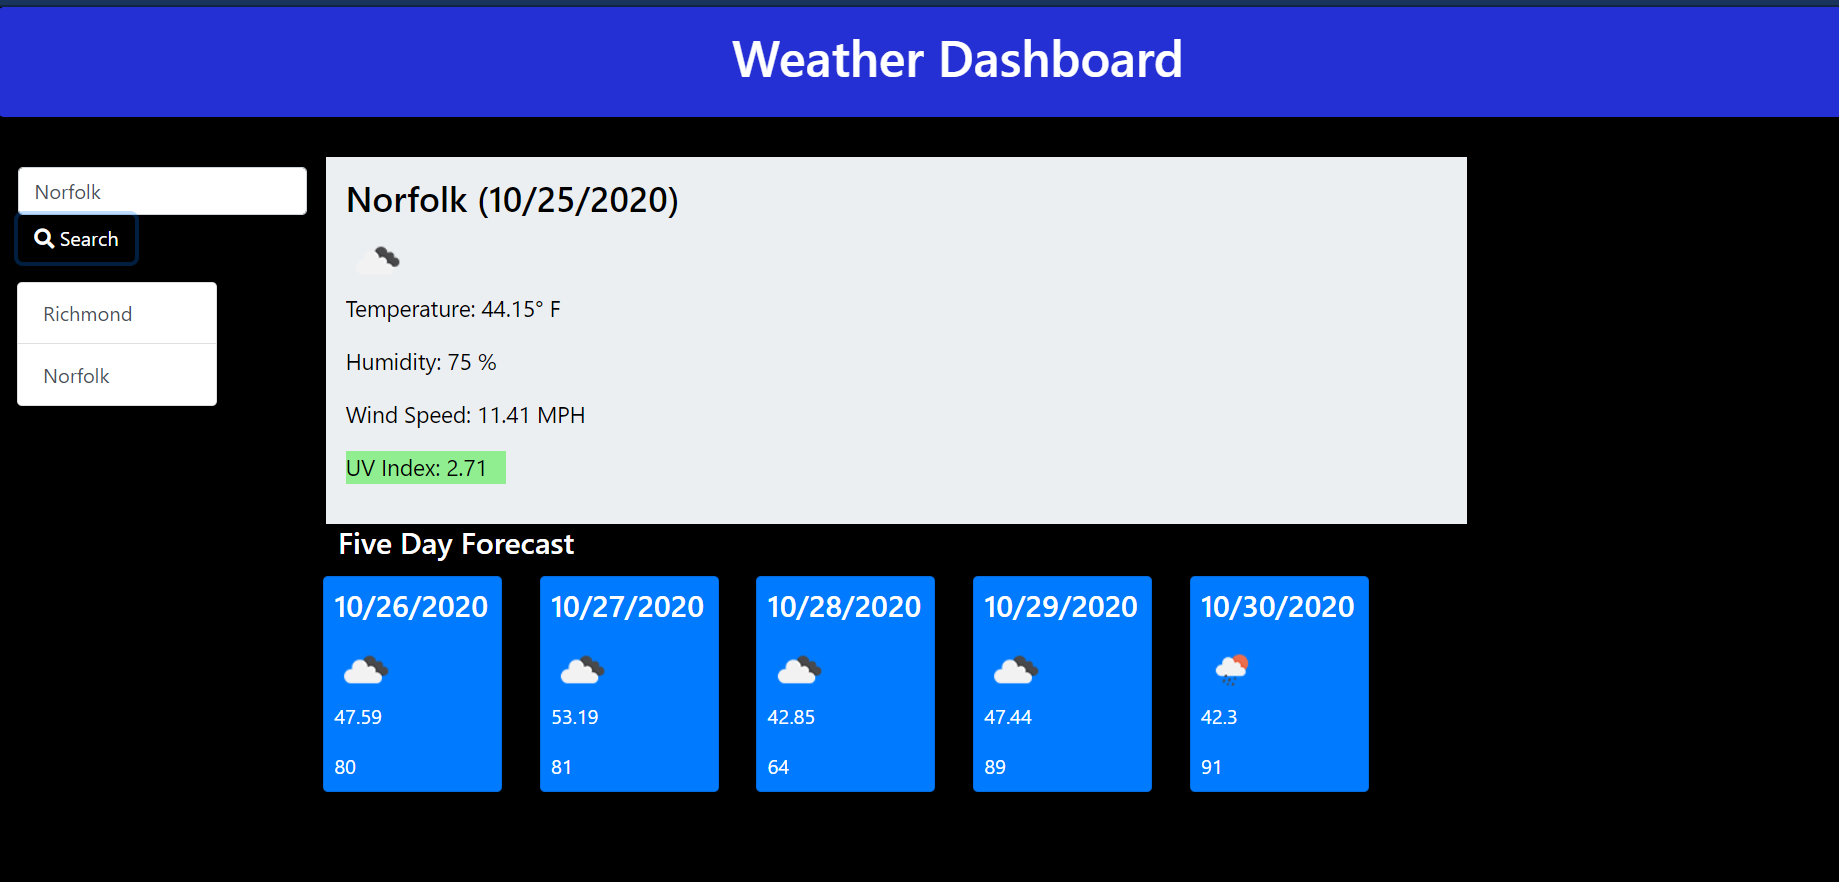 Weather Dashboard
Norfolk
Search
Richmond
Norfolk
Norfolk (10/25/2020)
Temperature: 44.15° F
Humidity: 75 %
Wind Speed: 11.41 MPH
UV Index: 2.71
Five Day Forecast
10/26/2020
47.59
80
10/27/2020
53.19
81
10/28/2020
42.85
64
10/29/2020
47.44
89
10/30/2020
42.3
91